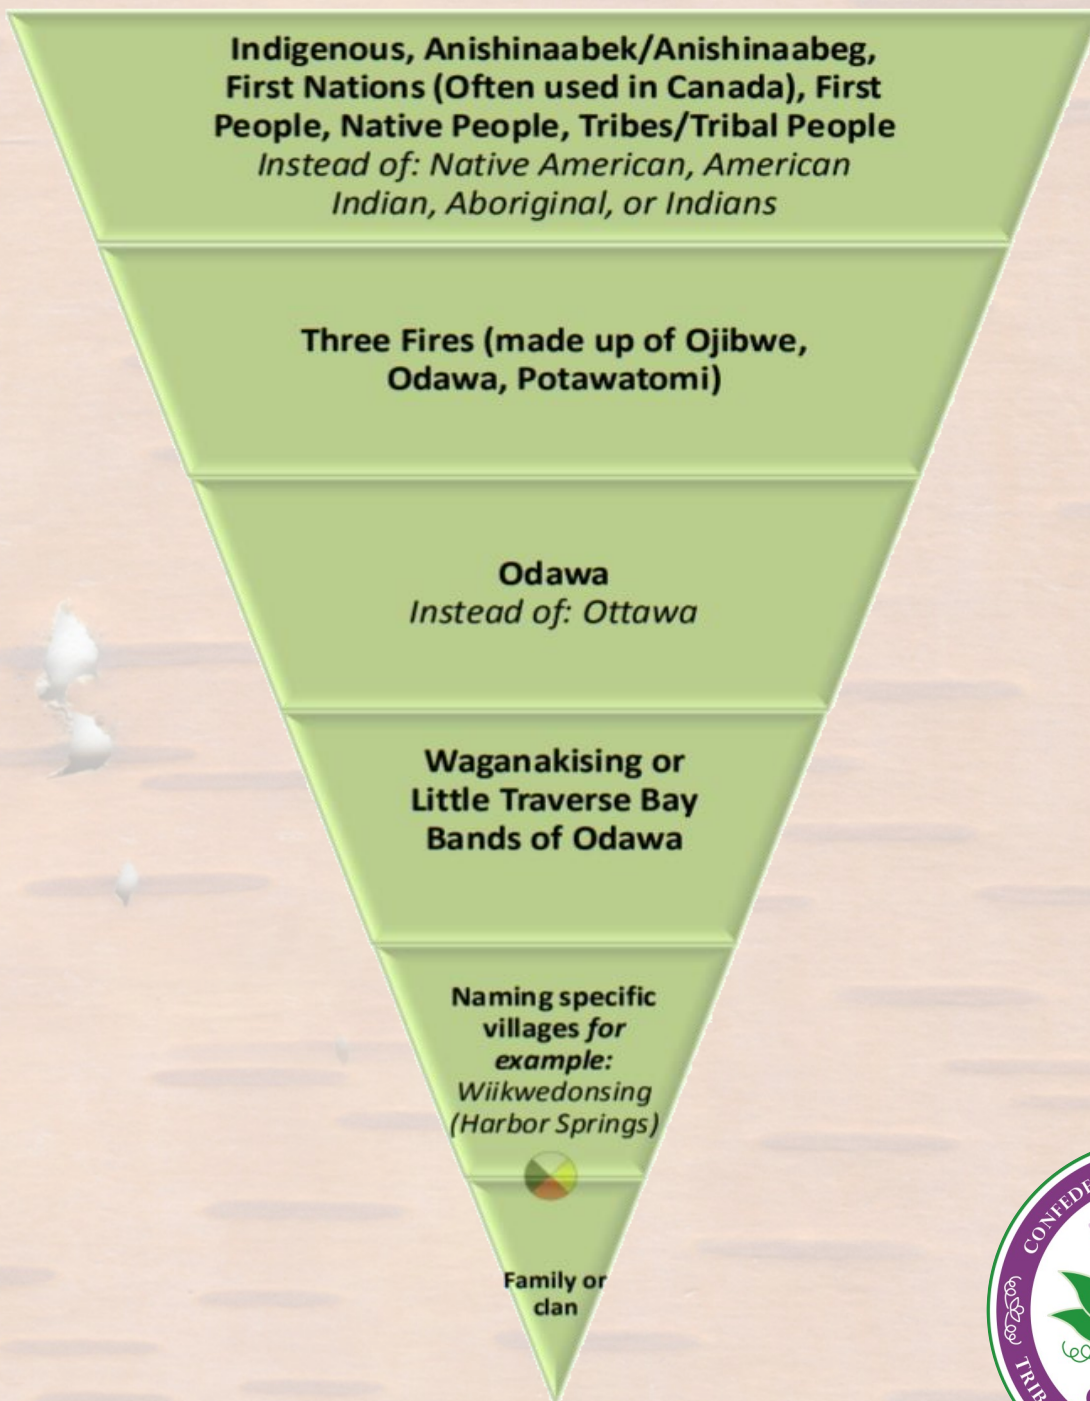 Indigenous, Anishinaabek/Anishinaabeg,
First Nations (Often used in Canada), First
People, Native People, Tribes/Tribal People
Instead of: Native American, American
Indian, Aboriginal, or Indians
Three Fires (made up of Ojibwe,
Odawa, Potawatomi)
Odawa
Instead of: Ottawa
Waganakising or
Little Traverse Bay
Bands of Odawa
Naming specific
villages for
example:
Wiikwedonsing
(Harbor Springs)
Family or
clan